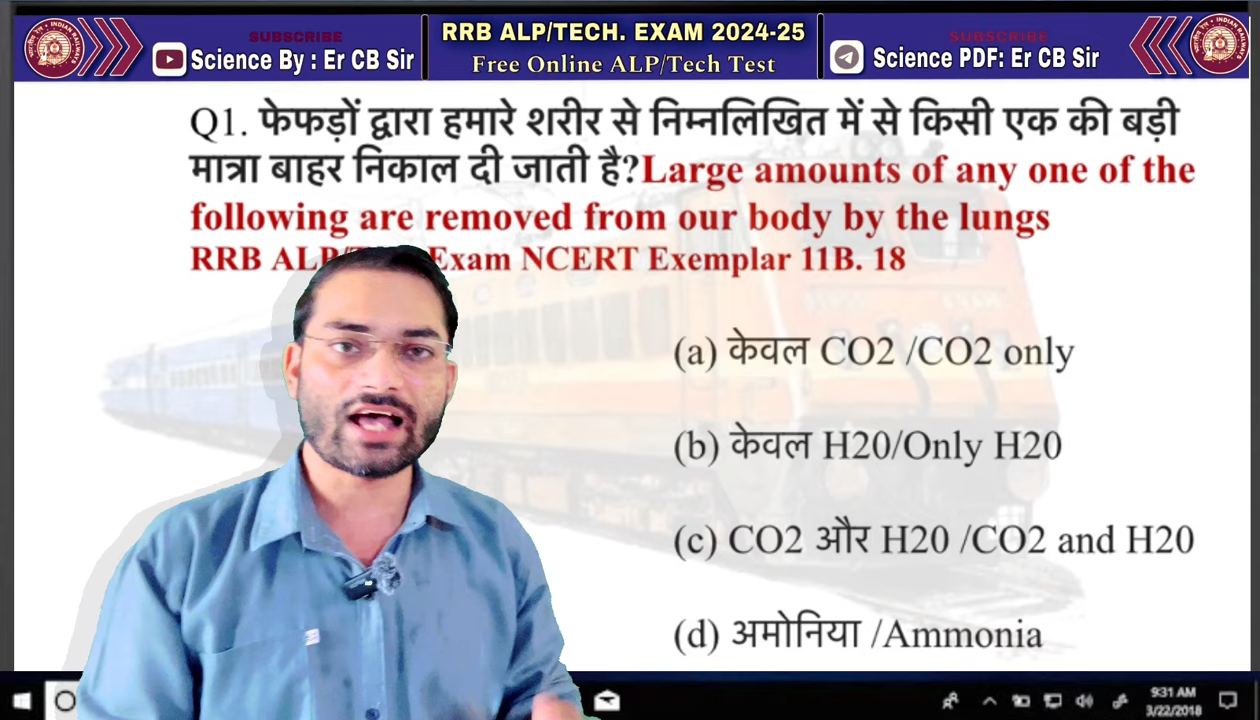 SUBSCRIBE
Science By : Er CB Sir
RRB ALP/TECH. EXAM 2024-25
Free Online ALP/Tech Test
SUBSCRIBE
Science PDF: Er CB Sir
Q1. फेफड़ों द्वारा हमारे शरीर से निम्नलिखित में से किसी एक की बड़ी
मात्रा बाहर निकाल दी जाती है?Large amounts of any one of the
following are removed from our body by the lungs
RRB Exam NCERT Exemplar 11B. 18
(a) केवल CO2 /CO2 only
(b) केवल H20/Only H20
(c) CO2 और H20 /CO2 and H20
(d) अमोनिया /Ammonia
9:31 AM
3/22/2018